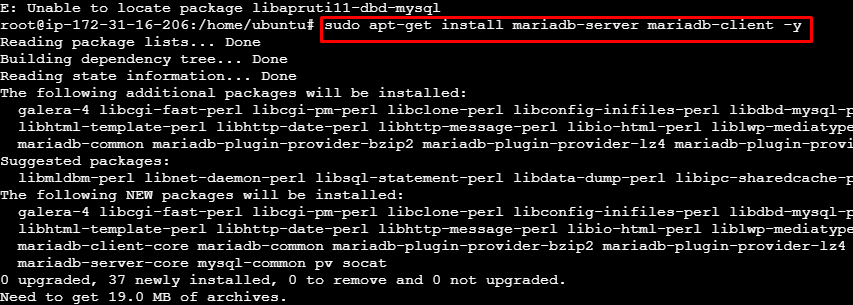 E: Unable to locate package libaprutil1-dbd-mysql
root@ip-172-31-16-206:/home/ubuntu# sudo apt-get install mariadb-server mariadb-client -y
Reading package lists... Done
Building dependency tree... Done
Reading state information... Done
The following additional packages will be installed:
galera-4 libcgi-fast-perl libcgi-pm-perl libclone-perl libconfig-inifiles-perl libdbd-mysql-p
libhtml-template-perl libhttp-date-perl libhttp-message-perl libio-html-perl liblwp-mediatype
mariadb-common mariadb-plugin-provider-bzip2 mariadb-plugin-provider-lz4 mariadb-plugin-provi
Suggested packages:
libmldbm-perl libnet-daemon-perl libsql-statement-perl libdata-dump-perl libipc-sharedcache-p
The following NEW packages will be installed:
galera-4 libcgi-fast-perl libcgi-pm-perl libclone-perl libconfig-inifiles-perl libdbd-mysql-p
libhtml-template-perl libhttp-date-perl libhttp-message-perl libio-html-perl liblwp-mediatype
mariadb-client-core mariadb-common mariadb-plugin-provider-bzip2 mariadb-plugin-provider-lz4
mariadb-server-core mysql-common pv socat
0 upgraded, 37 newly installed, 0 to remove and 0 not upgraded.
Need to get 19.0 MB of archives.